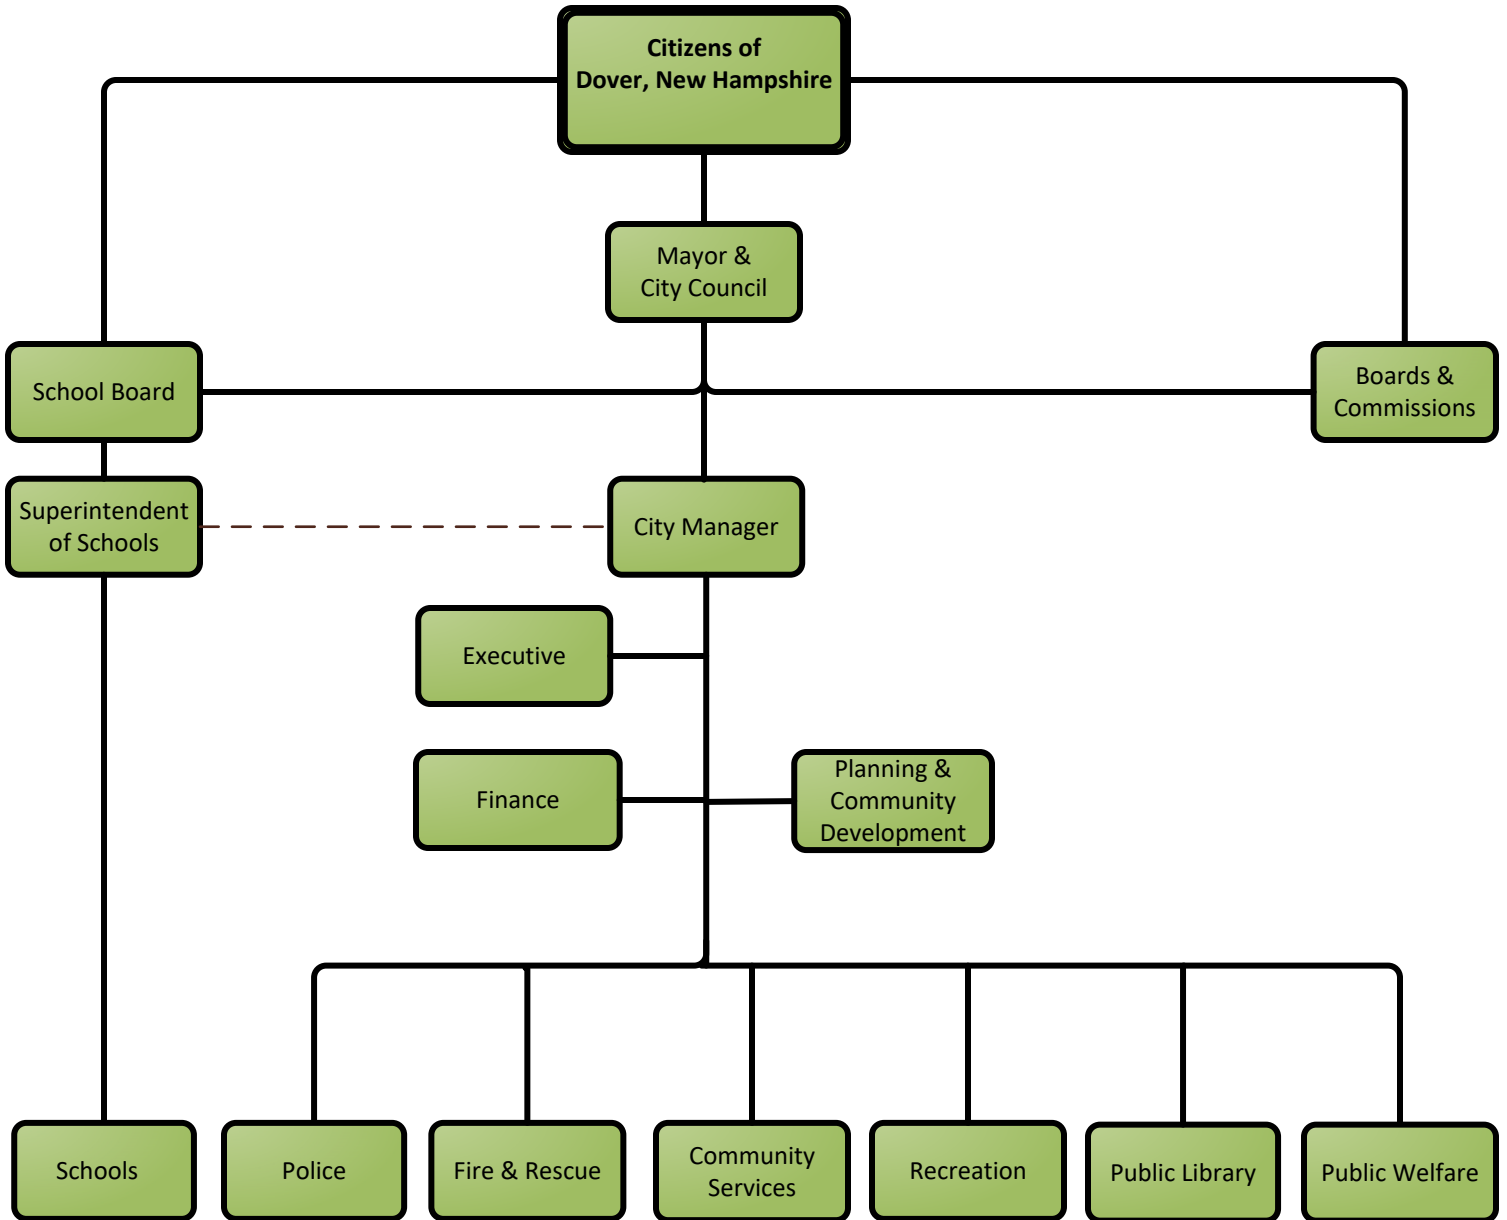 Citizens of
Dover, New Hampshire
Mayor &
City Council
School Board
Boards &
Commissions
Superintendent
of Schools
City Manager
Executive
Finance
Planning &
Community
Development
Schools
Police
Fire & Rescue
Community
Services
Recreation
Public Library
Public Welfare